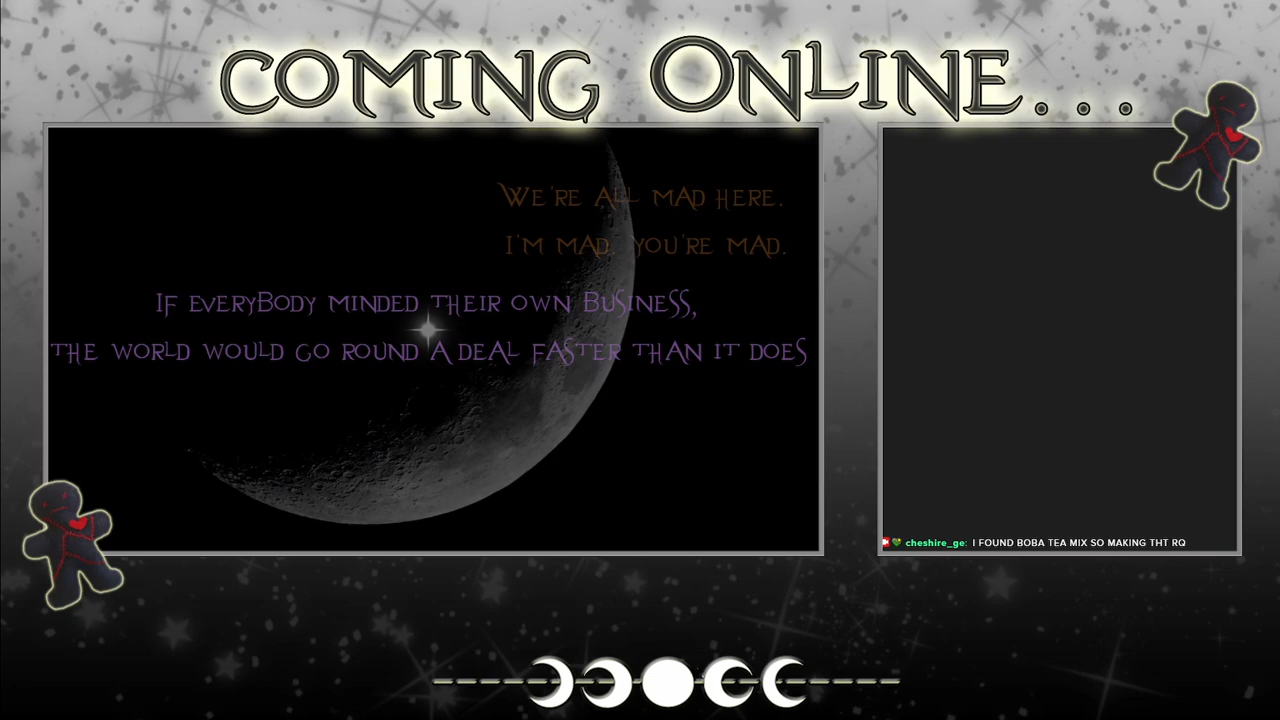 COMING ONLINE...
WE'RE ALL MAD HERE.
I'M MAD. YOU'RE MAD.
IF EVERYBODY MINDED THEIR OWN BUSINESS,
THE WORLD WOULD GO ROUND A DEAL FASTER THAN IT DOES
cheshire_ge: I FOUND BOBA TEA MIX SO MAKING THT RQ